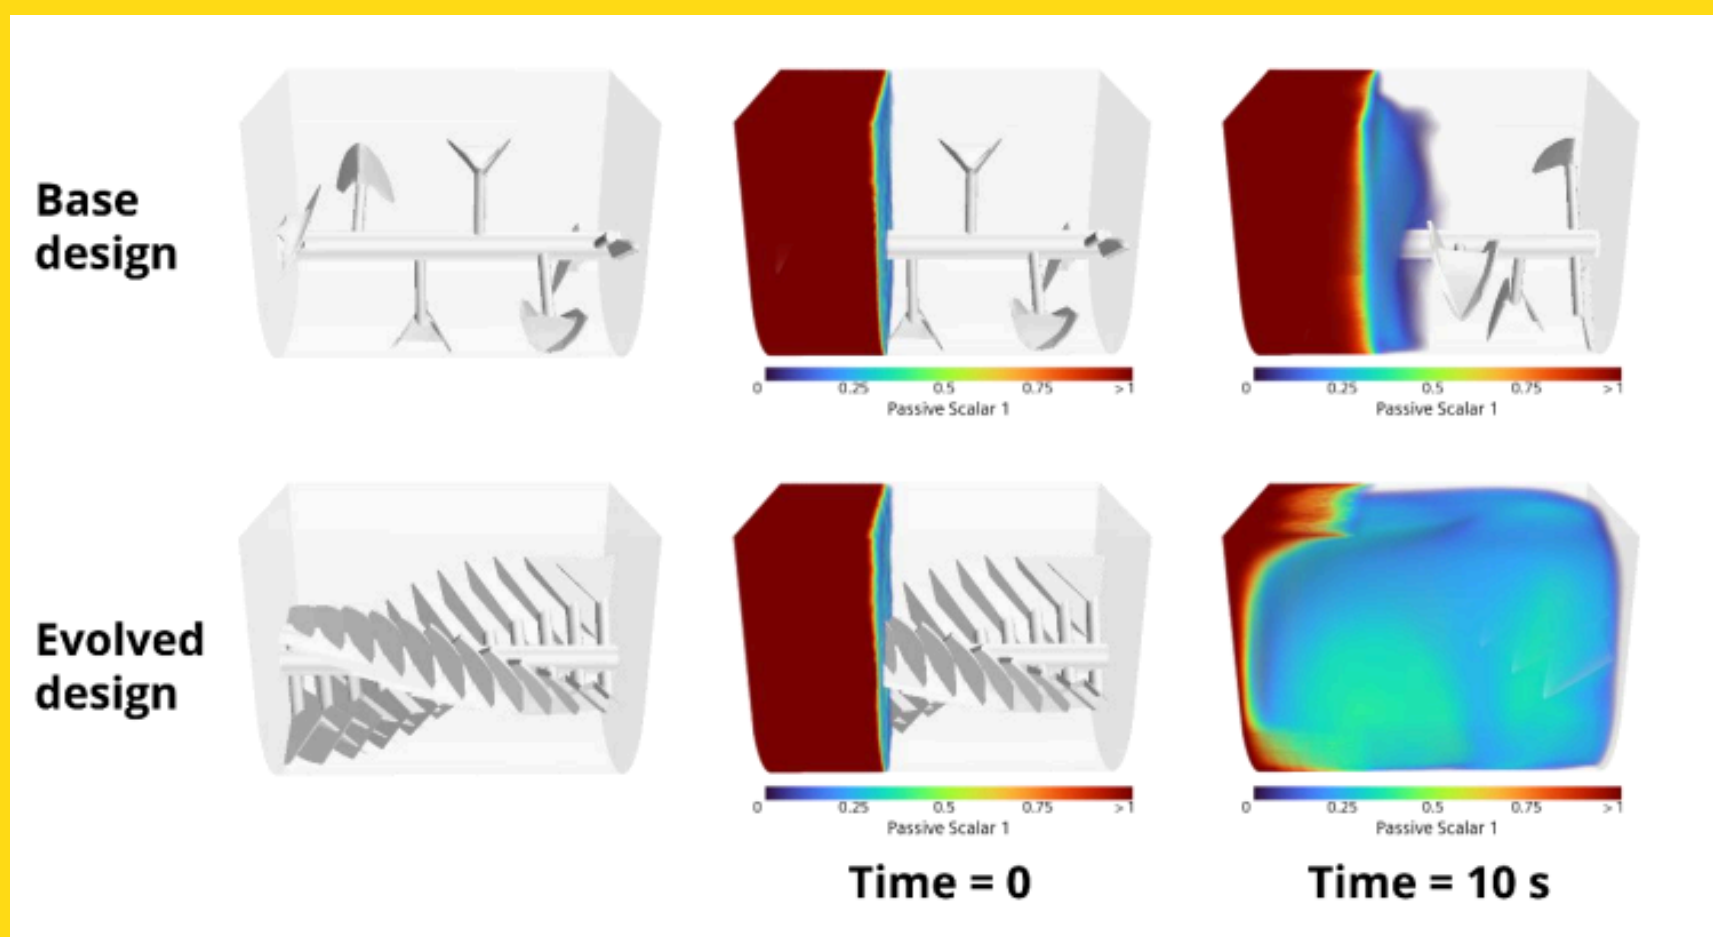 Base
design
0 0.25 0.5 0.75 > 1
Passive Scalar 1
0 0.25 0.5 0.75 > 1
Passive Scalar 1
Evolved
design
0 0.25 0.5 0.75 > 1
Passive Scalar 1
0 0.25 0.5 0.75 > 1
Passive Scalar 1
Time = 0
Time = 10 s